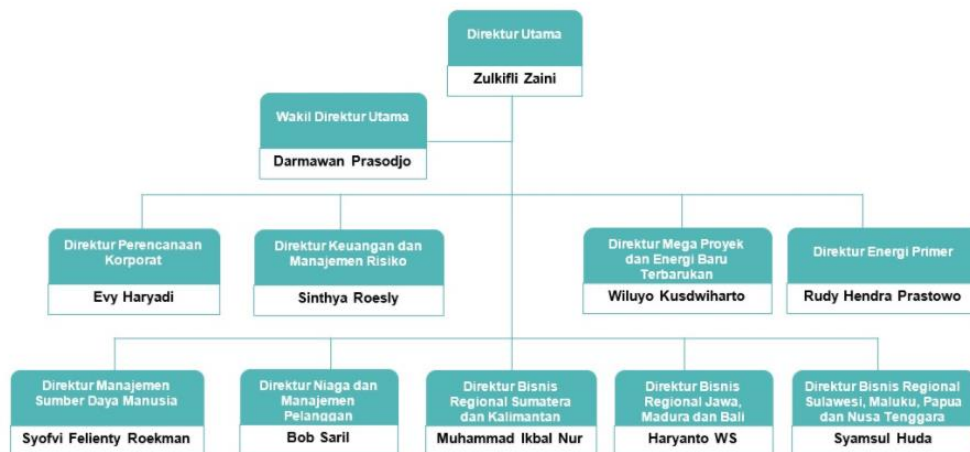 Direktur Utama
Zulkifli Zaini
Wakil Direktur Utama
Darmawan Prasodjo
Direktur Perencanaan
Korporat
Evy Haryadi
Direktur Keuangan dan
Manajemen Risiko
Sinthya Roesly
Direktur Mega Proyek
dan Energi Baru
Terbarukan
Wiluyo Kusdwiharto
Direktur Energi Primer
Rudy Hendra Prastowo
Direktur Manajemen
Sumber Daya Manusia
Syofvi Felienty Roekman
Direktur Niaga dan
Manajemen
Pelanggan
Bob Saril
Direktur Bisnis
Regional Sumatera
dan Kalimantan
Muhammad Ikbal Nur
Direktur Bisnis
Regional Jawa,
Madura dan Bali
Haryanto WS
Direktur Bisnis Regional
Sulawesi, Maluku, Papua
dan Nusa Tenggara
Syamsul Huda